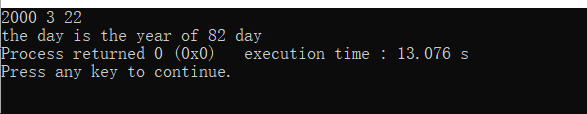 2000 3 22
the day is the year of 82 day
Process returned 0 (0x0)   execution time : 13.076 s
Press any key to continue.